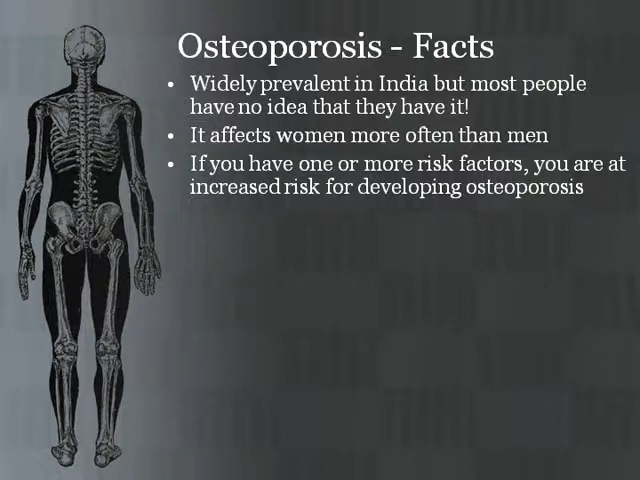 Osteoporosis - Facts
• Widely prevalent in India but most people
have no idea that they have it!
• It affects women more often than men
• If you have one or more risk factors, you are at
increased risk for developing osteoporosis